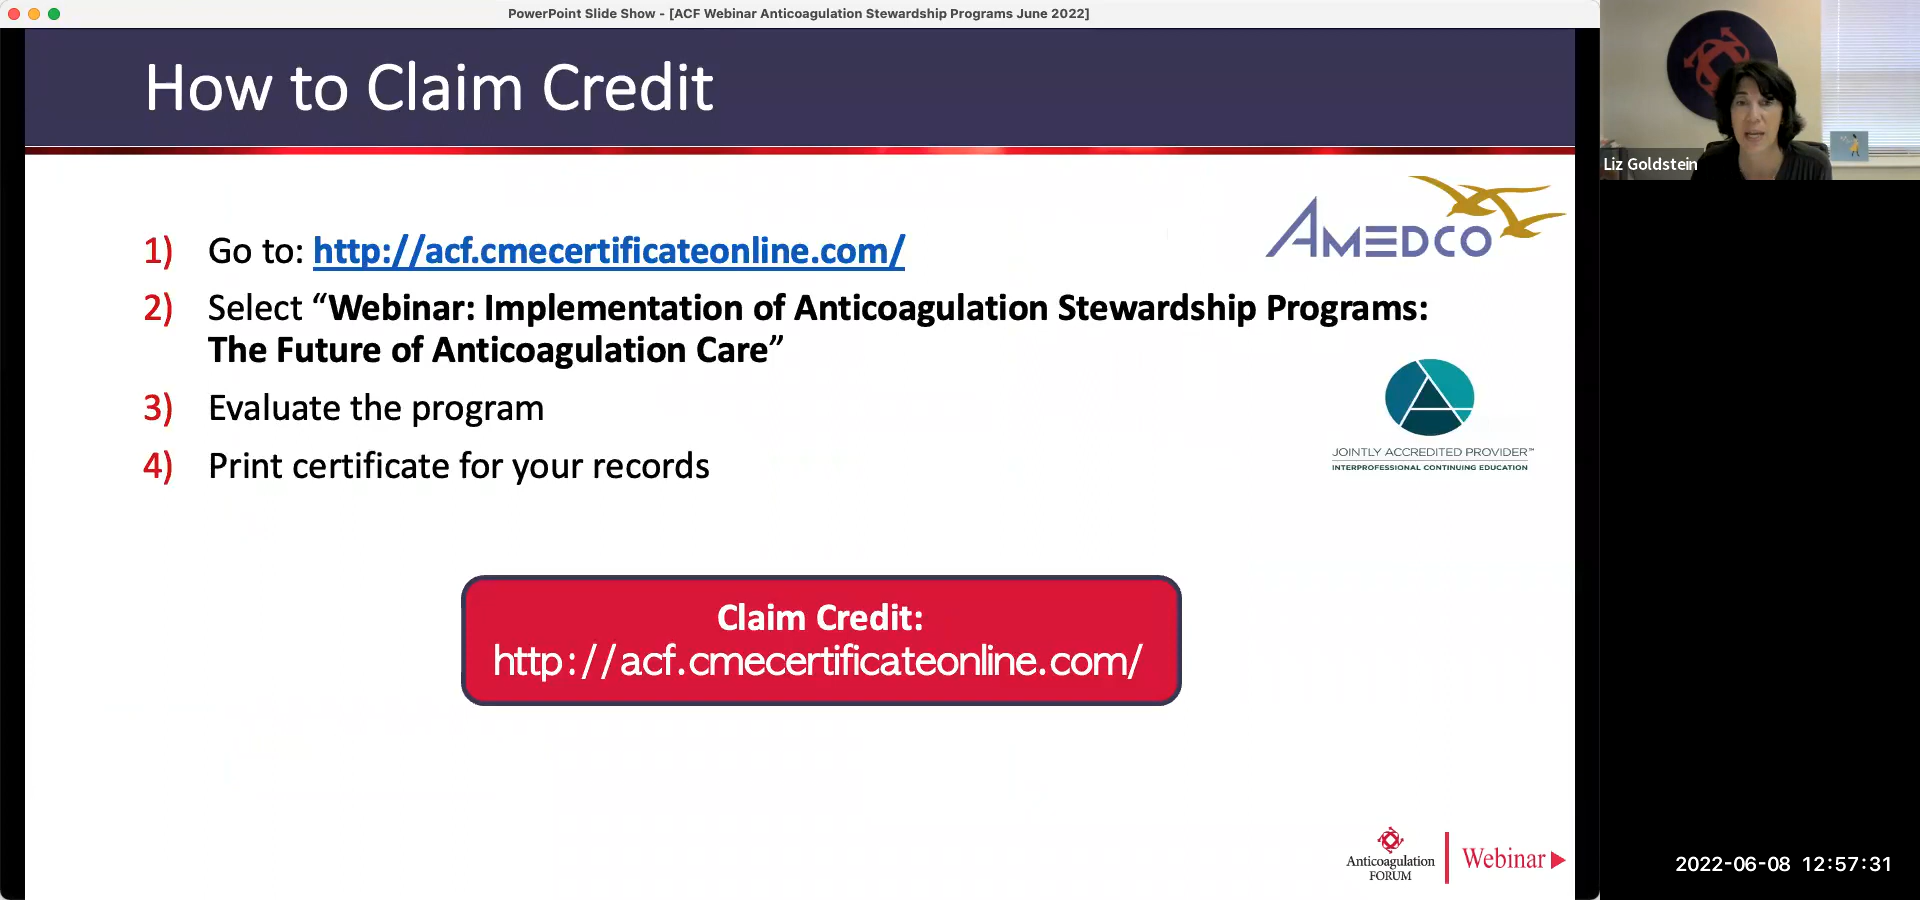 PowerPoint Slide Show - [ACF Webinar Anticoagulation Stewardship Programs June 2022]
How to Claim Credit
Liz Goldstein
AMEDCO
1) Go to: http://acf.cmecertificateonline.com/
2) Select “Webinar: Implementation of Anticoagulation Stewardship Programs:
The Future of Anticoagulation Care”
3) Evaluate the program
4) Print certificate for your records
JOINTLY ACCREDITED PROVIDER™
INTERPROFESSIONAL CONTINUING EDUCATION
Claim Credit:
http://acf.cmecertificateonline.com/
Anticoagulation
FORUM
Webinar
2022-06-08 12:57:31